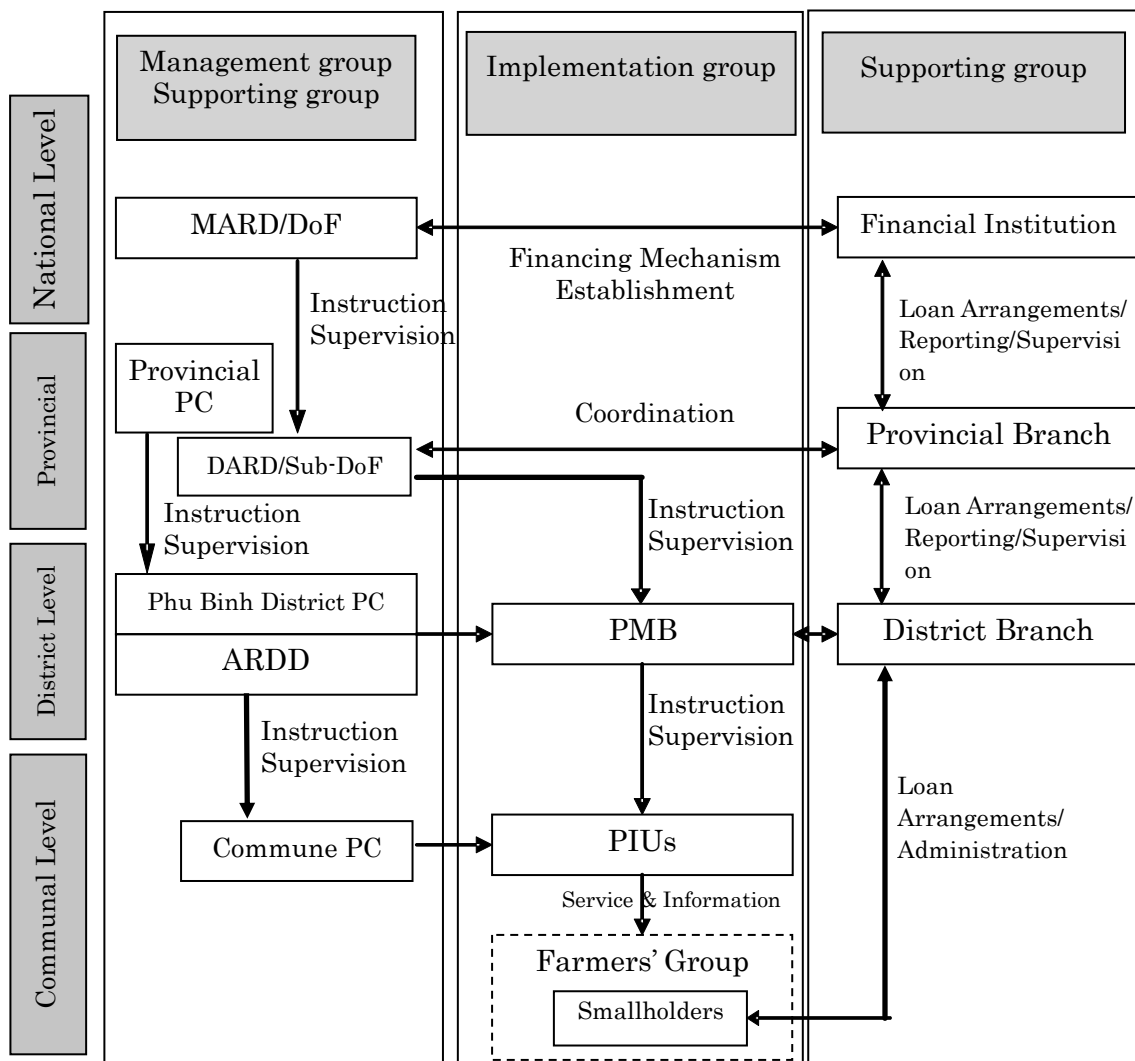 Management group
Supporting group
Implementation group
Supporting group
National Level
MARD/DoF
Financial Institution
Financing Mechanism
Establishment
Instruction
Supervision
Loan Arrangements/
Reporting/Supervisi
on
Provincial
Provincial
PC
Coordination
Provincial Branch
DARD/Sub-DoF
Instruction
Supervision
Instruction
Supervision
Loan Arrangements/
Reporting/Supervisi
on
District Level
Phu Binh District PC
ARDD
PMB
District Branch
Instruction
Supervision
Instruction
Supervision
Communal Level
Loan
Arrangements/
Administration
Commune PC
PIUs
Service & Information
Farmers’ Group
Smallholders